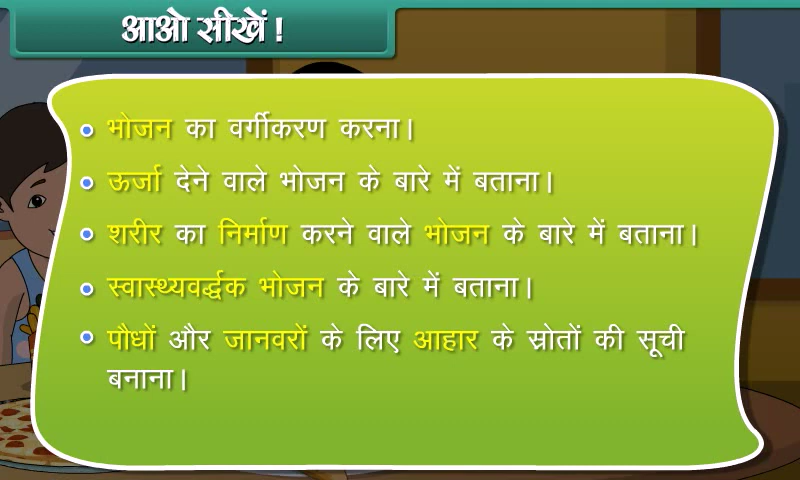 आओ सीखें!
भोजन का वर्गीकरण करना।
ऊर्जा देने वाले भोजन के बारे में बताना।
शरीर का निर्माण करने वाले भोजन के बारे में बताना।
स्वास्थ्यवर्द्धक भोजन के बारे में बताना।
पौधों और जानवरों के लिए आहार के स्रोतों की सूची
बनाना।